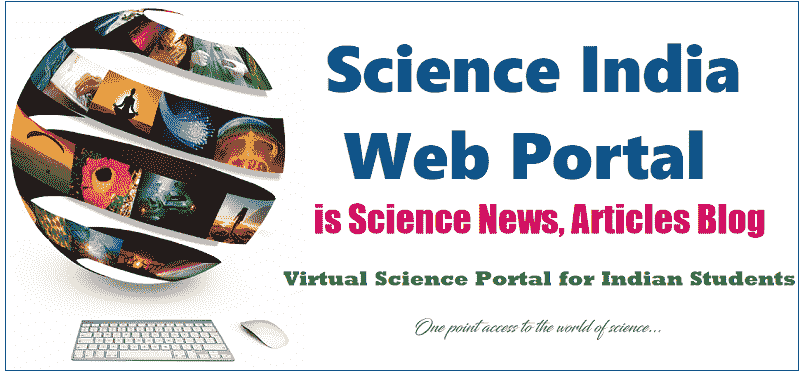 Science India
Web Portal
is Science News, Articles Blog
Virtual Science Portal for Indian Students
One point access to the world of science...